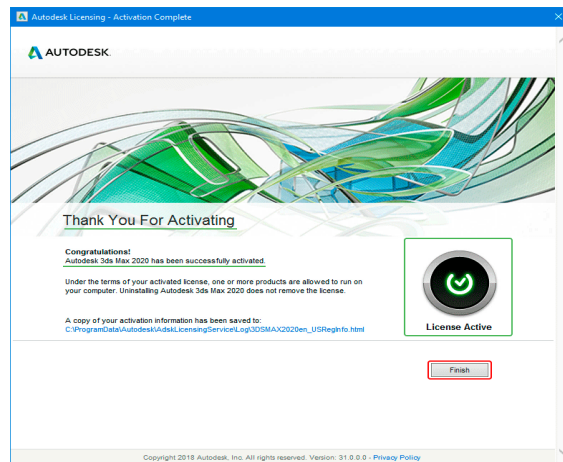 Autodesk Licensing - Activation Complete
AUTODESK.
Thank You For Activating
Congratulations!
Autodesk 3ds Max 2020 has been successfully activated.
Under the terms of your activated license, one or more products are allowed to run on
your computer. Uninstalling Autodesk 3ds Max 2020 does not remove the license.
A copy of your activation information has been saved to:
C:\ProgramData\Autodesk\AdskLicensingService\Log\3DSMAX2020en_USRegInfo.html
License Active
Finish
Copyright 2018 Autodesk, Inc. All rights reserved. Version: 31.0.0.0 - Privacy Policy